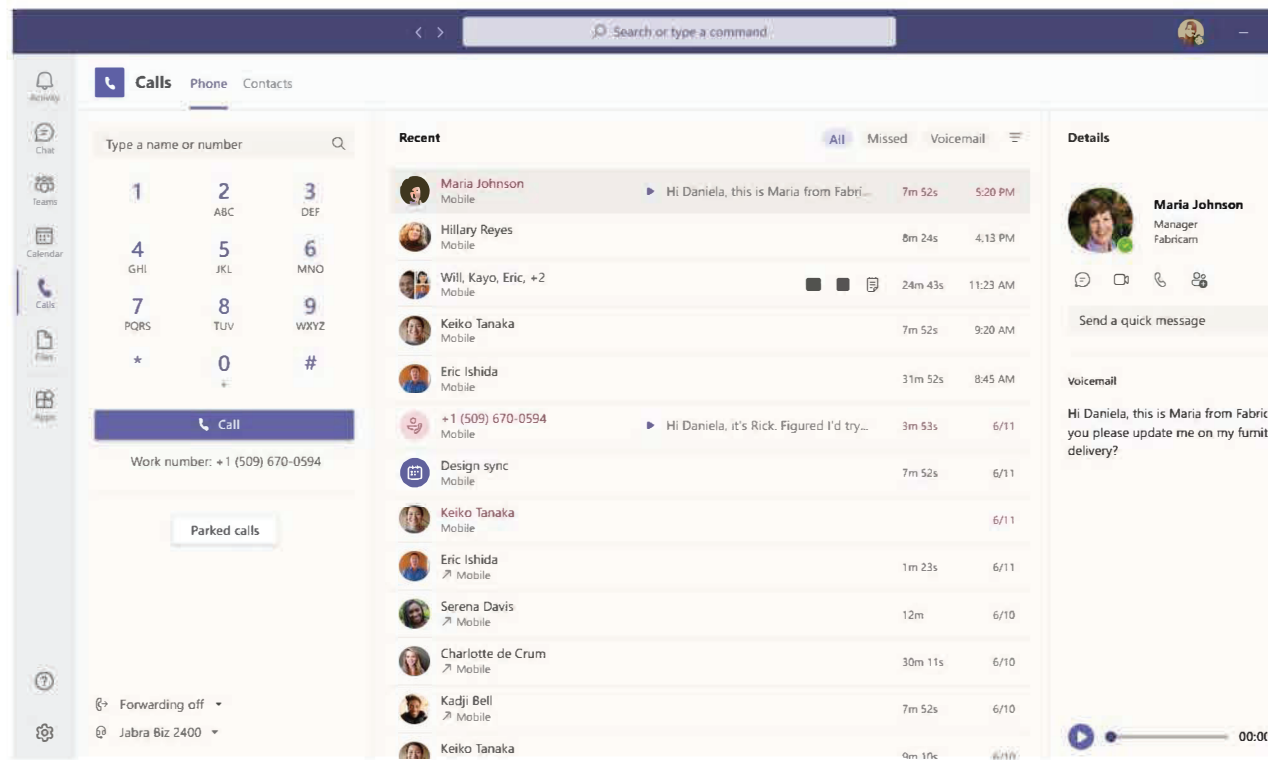 Search or type a command
Activity
Chat
Teams
Calendar
Calls
Files
Apps
Calls Phone Contacts
Type a name or number
1 2 3
ABC DEF
4 5 6
GHI JKL MNO
7 8 9
PQRS TUV WXYZ
* 0 #
+
Call
Work number: +1 (509) 670-0594
Parked calls
Forwarding off
Jabra Biz 2400
Recent All Missed Voicemail
Maria Johnson
Mobile
Hi Daniela, this is Maria from Fabri... 7m 52s 5:20 PM
Hillary Reyes
Mobile
8m 24s 4.13 PM
Will, Kayo, Eric, +2
Mobile
24m 43s 11:23 AM
Keiko Tanaka
Mobile
7m 52s 9:20 AM
Eric Ishida
Mobile
31m 52s 8:45 AM
+1 (509) 670-0594
Mobile
Hi Daniela, it's Rick. Figured I'd try... 3m 53s 6/11
Design sync
Mobile
7m 52s 6/11
Keiko Tanaka
Mobile
6/11
Eric Ishida
Mobile
1m 23s 6/11
Serena Davis
Mobile
12m 6/10
Charlotte de Crum
Mobile
30m 11s 6/10
Kadji Bell
Mobile
7m 52s 6/10
Keiko Tanaka
9m 10s 6/10
Details
Maria Johnson
Manager
Fabricam
Send a quick message
Voicemail
Hi Daniela, this is Maria from Fabric
you please update me on my furnit
delivery?
00:00